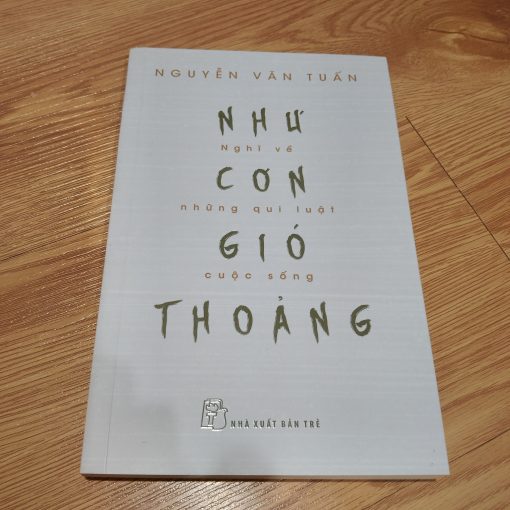 NGUYỄN VĂN TUẤN
NHƯ
Nghĩ về
CƠN
những qui luật
GIÓ
cuộc sống
THOẢNG
NHÀ XUẤT BẢN TRẺ